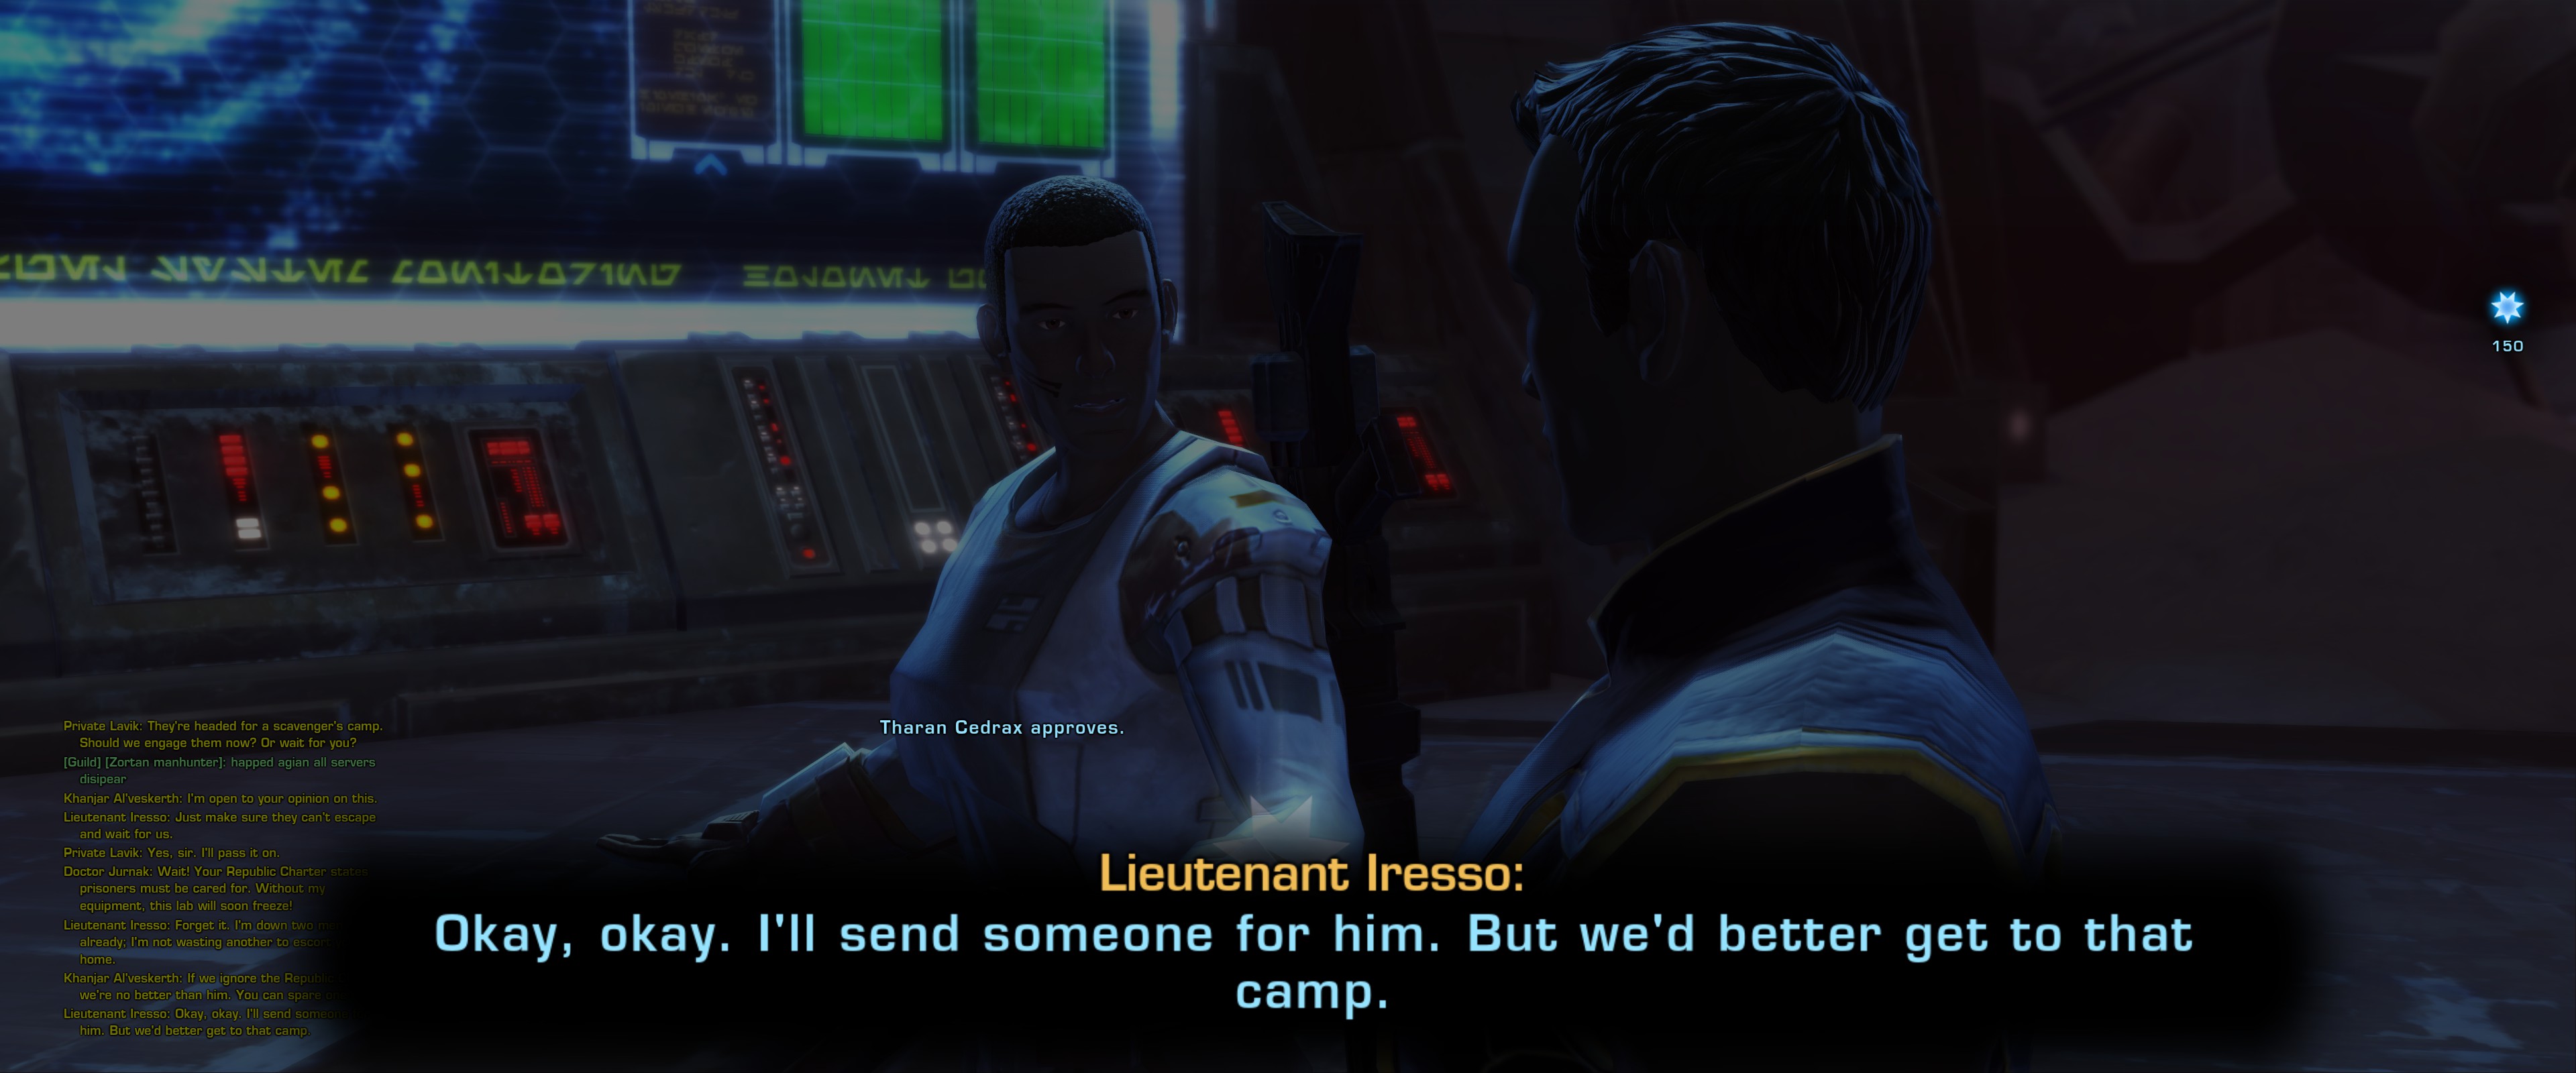 150
Tharan Cedrax approves.
Private Lavik: They're headed for a scavenger's camp.
Should we engage them now? Or wait for you?
[Guild] [Zortan manhunter]: happed agian all servers
disipear
Khanjar Al'veskerth: I'm open to your opinion on this.
Lieutenant Iresso: Just make sure they can't escape
and wait for us.
Private Lavik: Yes, sir. I'll pass it on.
Doctor Jurnak: Wait! Your Republic Charter states
prisoners must be cared for. Without my
equipment, this lab will soon freeze!
Lieutenant Iresso: Forget it. I'm down two
already; I'm not wasting another to escort
home.
Khanjar Al'veskerth: If we ignore the Republic
we're no better than him. You can spare
Lieutenant Iresso: Okay, okay. I'll send someone
him. But we'd better get to that camp.
Lieutenant Iresso:
Okay, okay. I'll send someone for him. But we'd better get to that
camp.